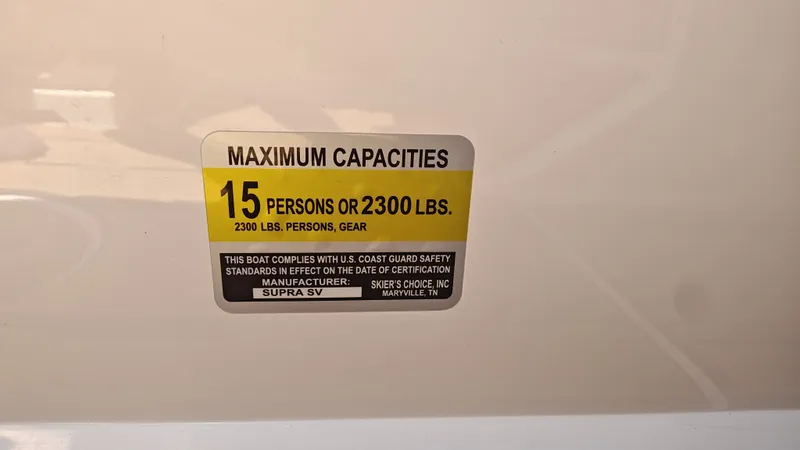 MAXIMUM CAPACITIES
15 PERSONS OR 2300 LBS.
2300 LBS. PERSONS, GEAR
THIS BOAT COMPLIES WITH U.S. COAST GUARD SAFETY
STANDARDS IN EFFECT ON THE DATE OF CERTIFICATION
MANUFACTURER: SKIER'S CHOICE, INC
SUPRA SV MARYVILLE, TN